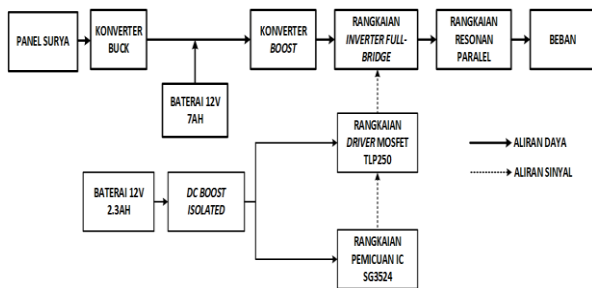 PANEL SURYA
KONVERTER
BUCK
KONVERTER
BOOST
RANGKAIAN
INVERTER FULL-
BRIDGE
RANGKAIAN
RESONAN
PARALEL
BEBAN
BATERAI 12V
7AH
RANGKAIAN
DRIVER MOSFET
TLP250
ALIRAN DAYA
ALIRAN SINYAL
BATERAI 12V
2.3AH
DC BOOST
ISOLATED
RANGKAIAN
PEMICUAN IC
SG3524